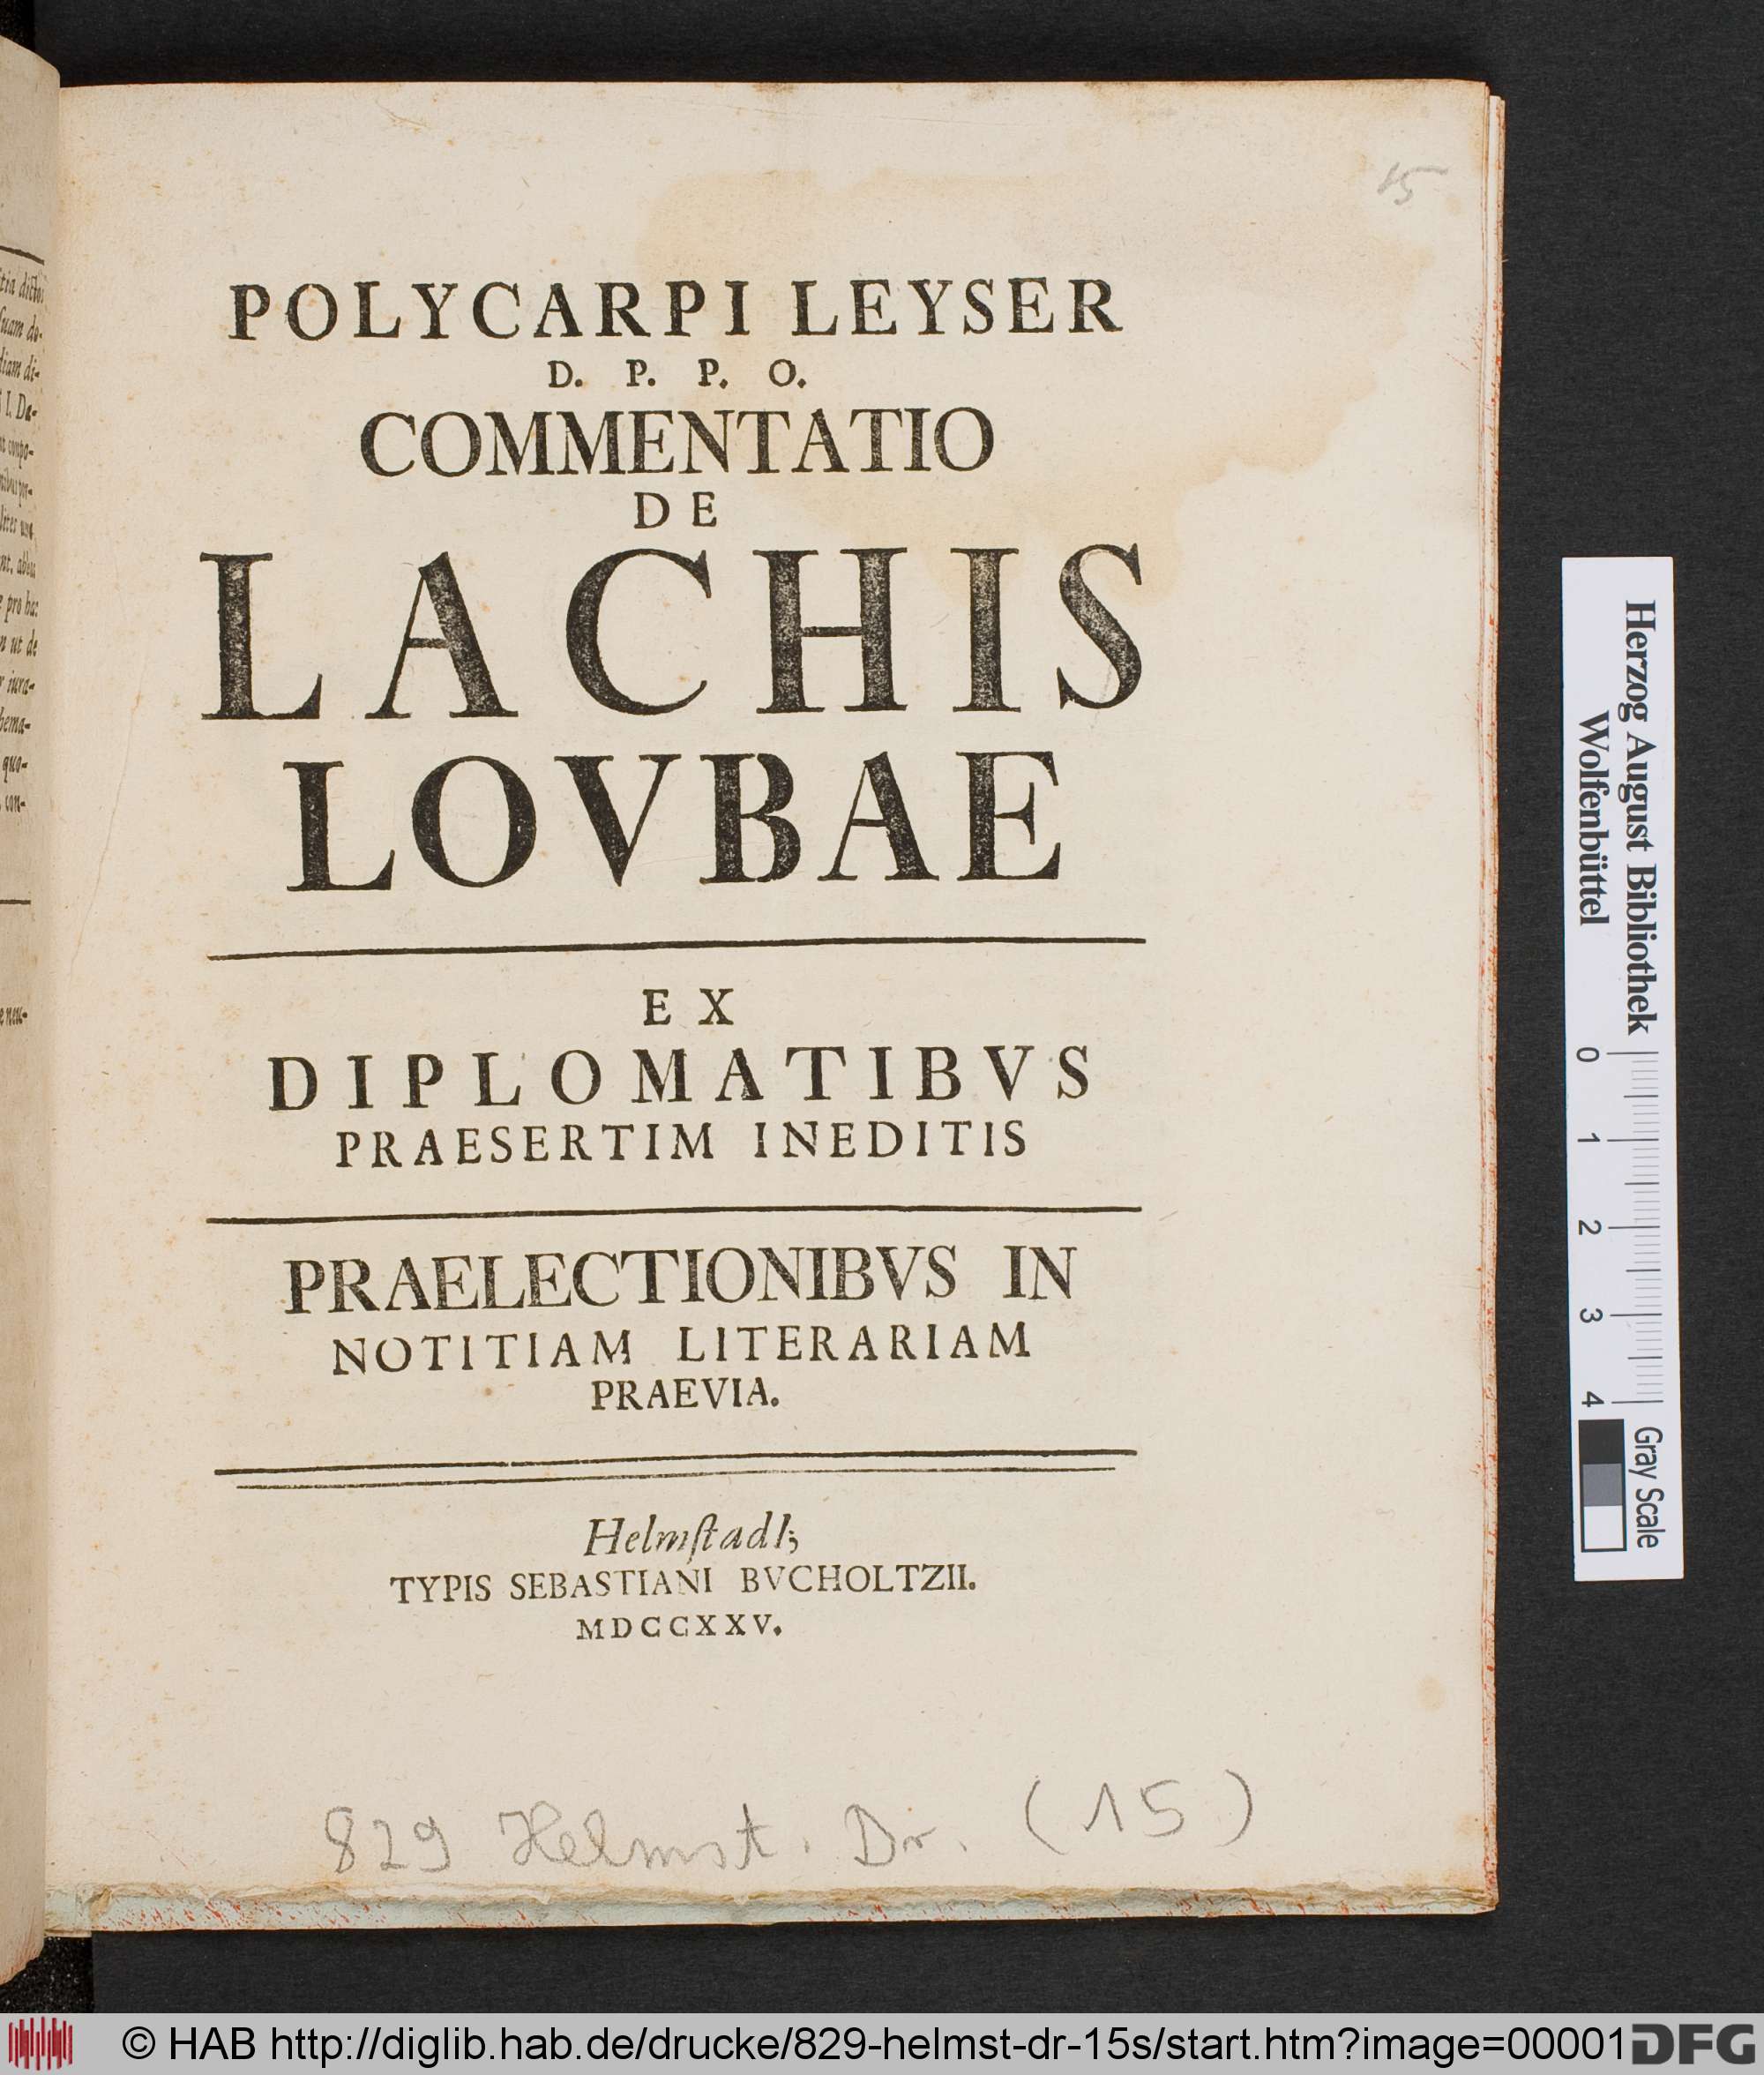 15
POLYCARPI LEYSER
D. P. P. O.
COMMENTATIO
DE
LACHIS
LOVBAE
EX
DIPLOMATIBVS
PRAESERTIM INEDITIS
PRAELECTIONIBVS IN
NOTITIAM LITERARIAM
PRAEVIA.
Helmſtadl;
TYPIS SEBASTIANI BVCHOLTZII.
MDCCXXV.
829 Helmst. Dr. (15)
Herzog August Bibliothek
Wolfenbüttel
0 1 2 3 4
Gray Scale
© HAB http://diglib.hab.de/drucke/829-helmst-dr-15s/start.htm?image=00001
DFG